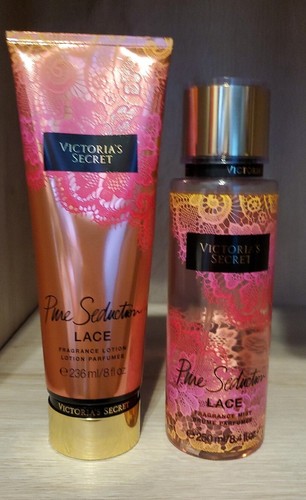 VICTORIA'S
SECRET
Pure Seduction
LACE
FRAGRANCE LOTION
LOTION PARFUMÉE
℮236 ml/8 fl oz
VICTORIA'S SECRET
VICTORIA'S
SECRET
Pure Seduction
LACE
FRAGRANCE MIST
BRUME PARFUMÉE
℮250 ml/8.4 fl oz